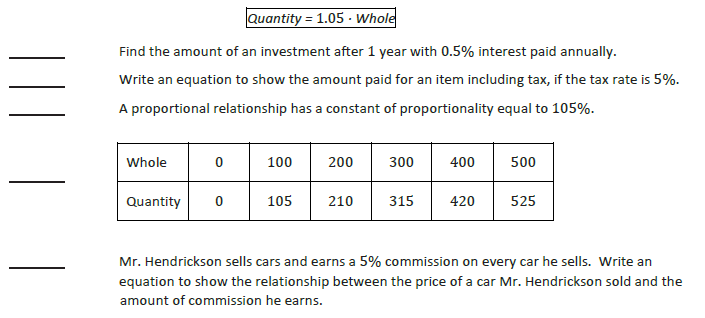 Quantity = 1.05 · Whole
Find the amount of an investment after 1 year with 0.5% interest paid annually.
Write an equation to show the amount paid for an item including tax, if the tax rate is 5%.
A proportional relationship has a constant of proportionality equal to 105%.
Whole 0 100 200 300 400 500
Quantity 0 105 210 315 420 525
Mr. Hendrickson sells cars and earns a 5% commission on every car he sells. Write an
equation to show the relationship between the price of a car Mr. Hendrickson sold and the
amount of commission he earns.